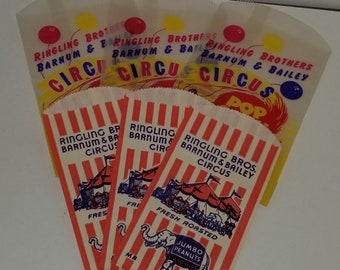 RINGLING BROTHERS
BARNUM & BAILEY
CIRCUS
RINGLING BROTHERS
BARNUM & BAILEY
CIRCUS
RINGLING BROTHERS
BARNUM & BAILEY
CIRCUS
POP
RINGLING BROS.
BARNUM & BAILEY
CIRCUS
FRESH
RINGLING BROS.
BARNUM & BAILEY
CIRCUS
FRESH
RINGLING BROS.
BARNUM & BAILEY
CIRCUS
FRESH ROASTED
JUMBO
PEANUTS